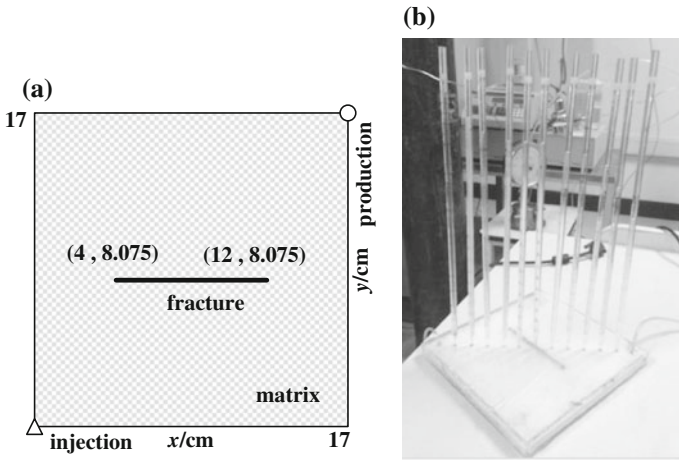 (b)
(a)
17
production
(4 , 8.075) (12 , 8.075)
y/cm
fracture
matrix
injection x/cm 17